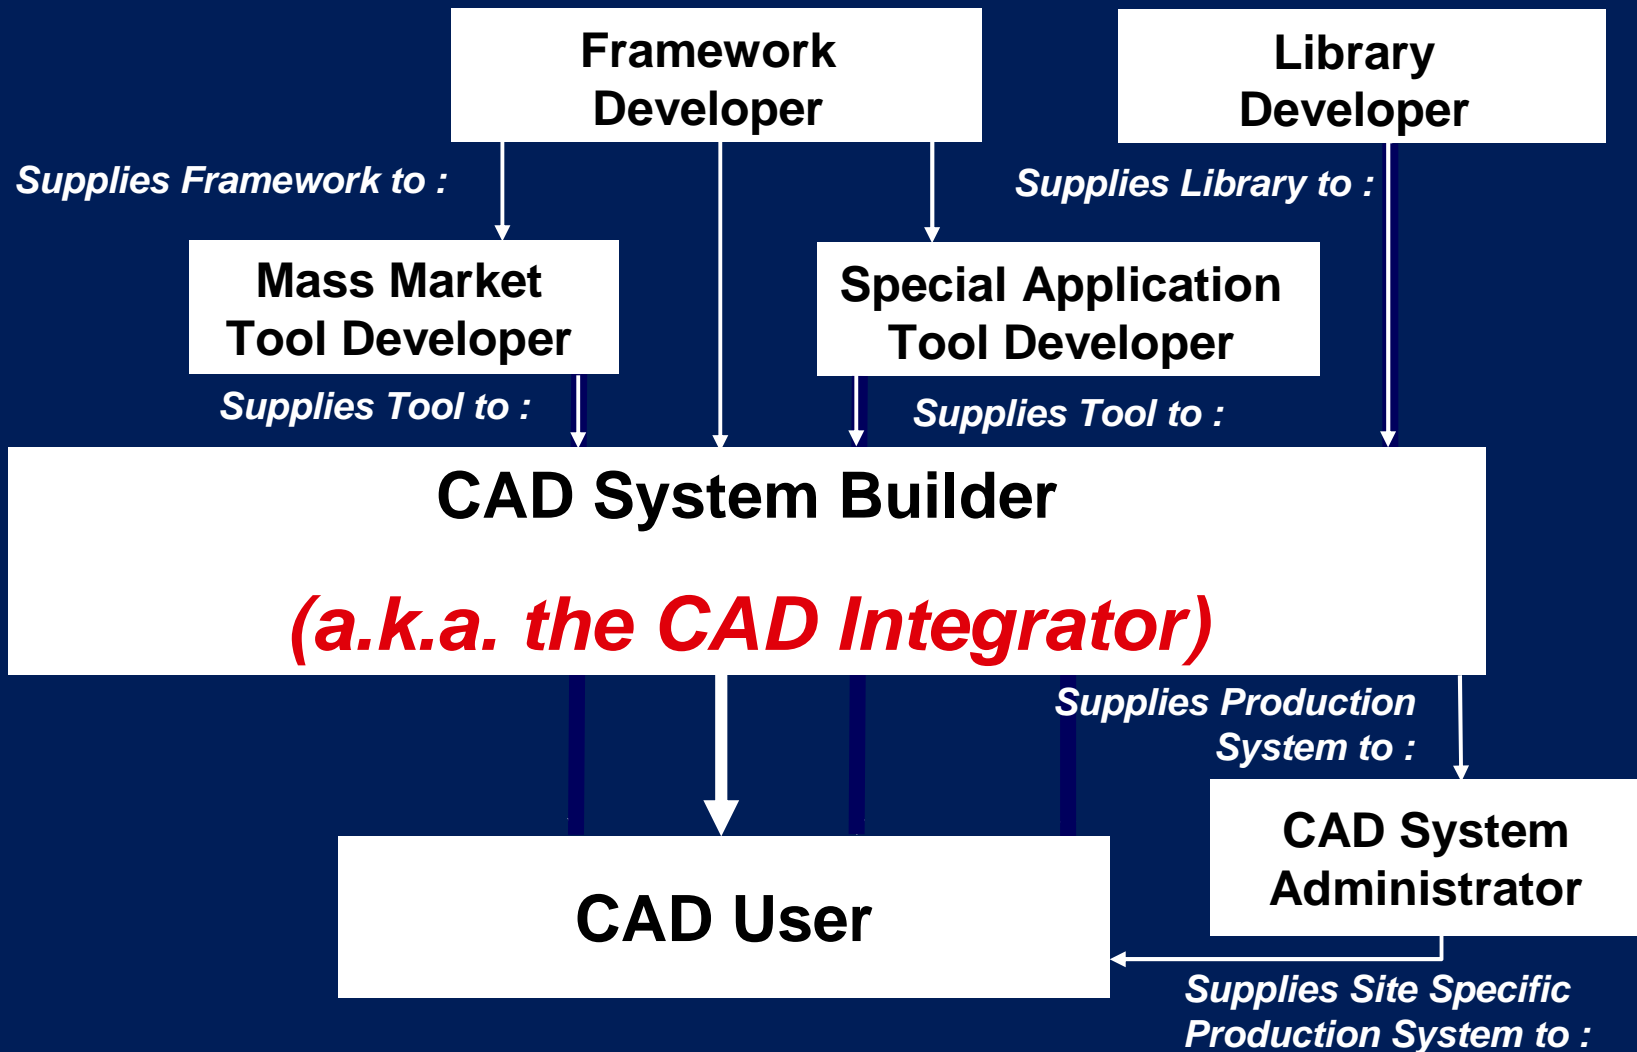 Framework
Developer
Library
Developer
Supplies Framework to :
Supplies Library to :
Mass Market
Tool Developer
Special Application
Tool Developer
Supplies Tool to :
Supplies Tool to :
CAD System Builder
(a.k.a. the CAD Integrator)
Supplies Production
System to :
CAD System
Administrator
CAD User
Supplies Site Specific
Production System to :